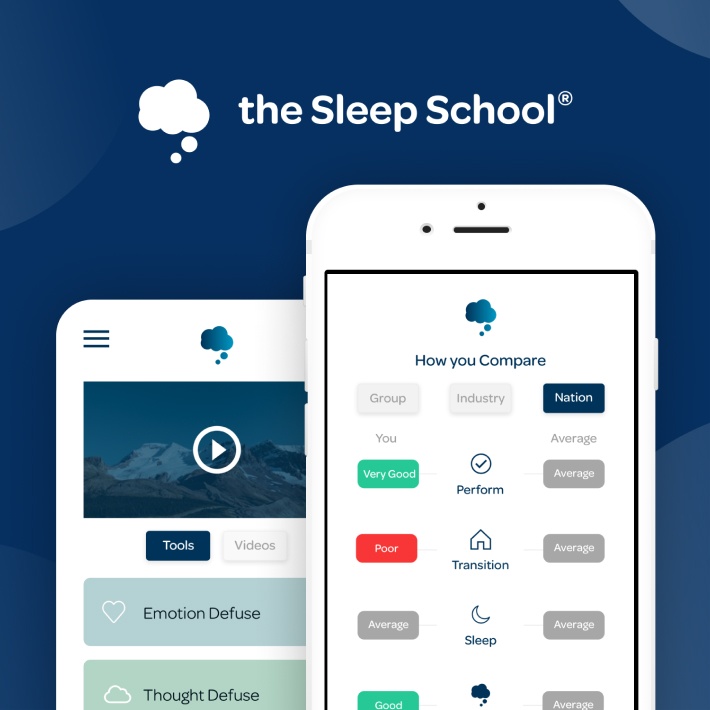 the Sleep School®
How you Compare
Group Industry Nation
You Average
Very Good Average
Perform
Poor Average
Transition
Average Average
Sleep
Good Average
Tools Videos
Emotion Defuse
Thought Defuse